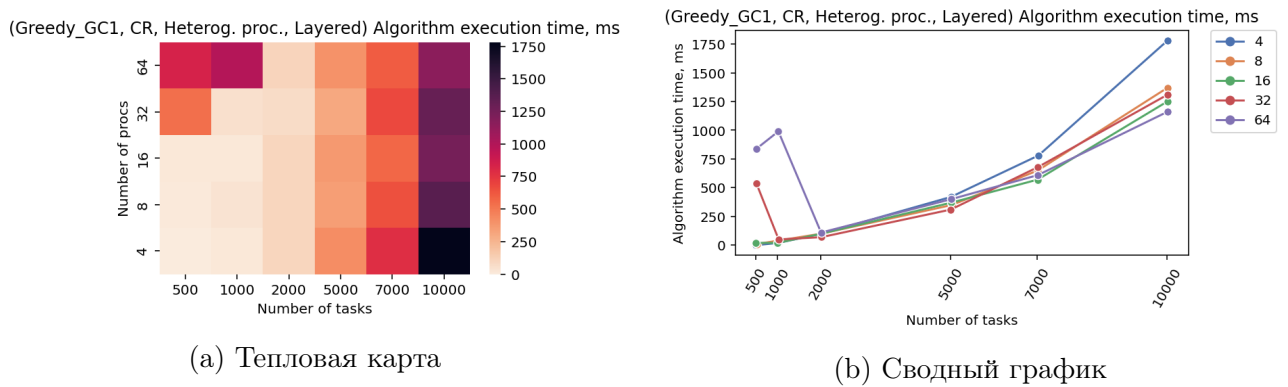 (Greedy_GC1, CR, Heterog. proc., Layered) Algorithm execution time, ms
Number of procs
64
32
16
8
4
500 1000 2000 5000 7000 10000
Number of tasks
1750
1500
1250
1000
750
500
250
0
(a) Тепловая карта
(Greedy_GC1, CR, Heterog. proc., Layered) Algorithm execution time, ms
Algorithm execution time, ms
1750
1500
1250
1000
750
500
250
0
500 1000 2000 5000 7000 10000
Number of tasks
4
8
16
32
64
(b) Сводный график